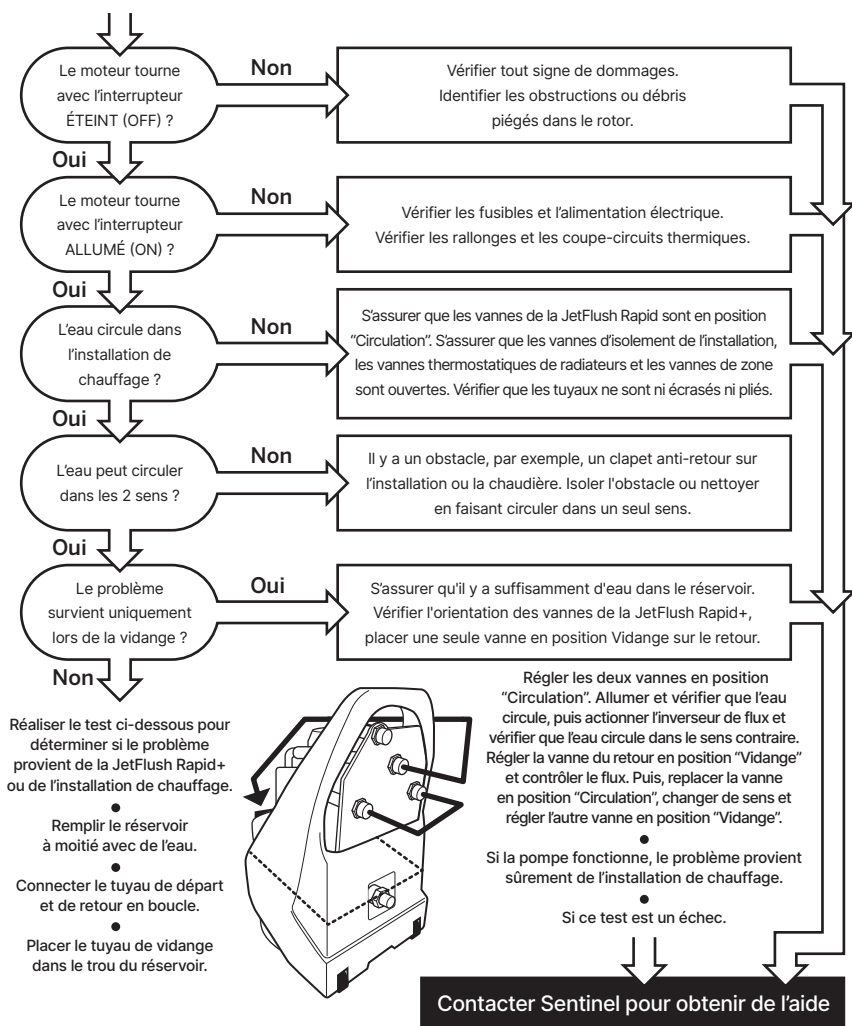 Le moteur tourne
avec l'interrupteur
ÉTEINT (OFF) ?
Non
Vérifier tout signe de dommages.
Identifier les obstructions ou débris
piégés dans le rotor.
Oui
Le moteur tourne
avec l'interrupteur
ALLUMÉ (ON) ?
Non
Vérifier les fusibles et l'alimentation électrique.
Vérifier les rallonges et les coupe-circuits thermiques.
Oui
L'eau circule dans
l'installation de
chauffage ?
Non
S'assurer que les vannes de la JetFlush Rapid sont en position
“Circulation”. S'assurer que les vannes d'isolement de l'installation,
les vannes thermostatiques de radiateurs et les vannes de zone
sont ouvertes. Vérifier que les tuyaux ne sont ni écrasés ni pliés.
Oui
L'eau peut circuler
dans les 2 sens ?
Non
Il y a un obstacle, par exemple, un clapet anti-retour sur
l'installation ou la chaudière. Isoler l'obstacle ou nettoyer
en faisant circuler dans un seul sens.
Oui
Le problème
survient uniquement
lors de la vidange ?
Oui
S'assurer qu'il y a suffisamment d'eau dans le réservoir.
Vérifier l'orientation des vannes de la JetFlush Rapid+,
placer une seule vanne en position Vidange sur le retour.
Non
Réaliser le test ci-dessous pour
déterminer si le problème
provient de la JetFlush Rapid+
ou de l'installation de chauffage.
•
Remplir le réservoir
à moitié avec de l'eau.
•
Connecter le tuyau de départ
et de retour en boucle.
•
Placer le tuyau de vidange
dans le trou du réservoir.
Régler les deux vannes en position
“Circulation”. Allumer et vérifier que l'eau
circule, puis actionner l'inverseur de flux et
vérifier que l'eau circule dans le sens contraire.
Régler la vanne du retour en position “Vidange”
et contrôler le flux. Puis, replacer la vanne
en position “Circulation”, changer de sens et
régler l'autre vanne en position “Vidange”.
•
Si la pompe fonctionne, le problème provient
sûrement de l'installation de chauffage.
•
Si ce test est un échec.
Contacter Sentinel pour obtenir de l'aide